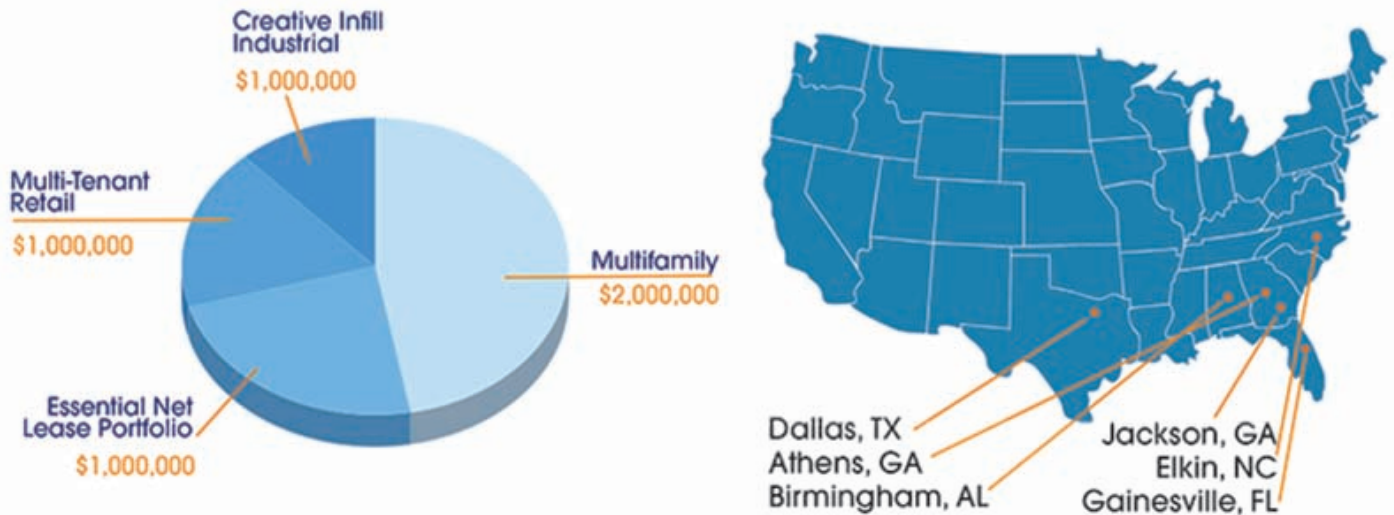 Creative Infill
Industrial
$1,000,000
Multi-Tenant
Retail
$1,000,000
Multifamily
$2,000,000
Essential Net
Lease Portfolio
$1,000,000
Dallas, TX
Athens, GA
Birmingham, AL
Jackson, GA
Elkin, NC
Gainesville, FL